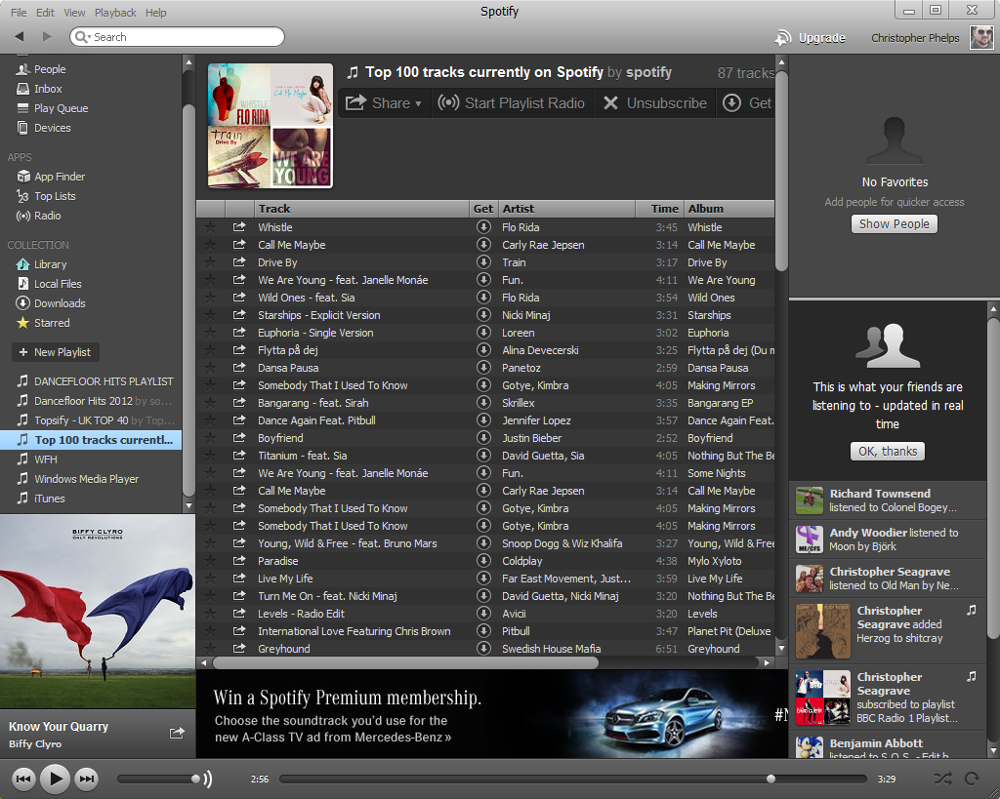 File Edit View Playback Help
Spotify
Search
Upgrade
Christopher Phelps
People
Inbox
Play Queue
Devices
APPS
App Finder
Top Lists
Radio
COLLECTION
Library
Local Files
Downloads
Starred
+ New Playlist
DANCEFLOOR HITS PLAYLIST
Dancefloor Hits 2012 by so...
Topsify - UK TOP 40 by Top...
Top 100 tracks currentl...
WFH
Windows Media Player
iTunes
BIFFY CLYRO
ONLY REVOLUTIONS
Know Your Quarry
Biffy Clyro
WHISTLE
FLO RIDA
Call Me Maybe
train
Drive By
WE ARE YOUNG
Top 100 tracks currently on Spotify by spotify
87 tracks
Share
Start Playlist Radio
Unsubscribe
Get
Track Get Artist Time Album
Whistle Flo Rida 3:45 Whistle
Call Me Maybe Carly Rae Jepsen 3:14 Call Me Maybe
Drive By Train 3:17 Drive By
We Are Young - feat. Janelle Monáe Fun. 4:11 We Are Young
Wild Ones - feat. Sia Flo Rida 3:54 Wild Ones
Starships - Explicit Version Nicki Minaj 3:31 Starships
Euphoria - Single Version Loreen 3:02 Euphoria
Flytta på dej Alina Devecerski 3:25 Flytta på dej (Du m
Dansa Pausa Panetoz 2:59 Dansa Pausa
Somebody That I Used To Know Gotye, Kimbra 4:05 Making Mirrors
Bangarang - feat. Sirah Skrillex 3:35 Bangarang EP
Dance Again Feat. Pitbull Jennifer Lopez 3:57 Dance Again Feat.
Boyfriend Justin Bieber 2:52 Boyfriend
Titanium - feat. Sia David Guetta, Sia 4:05 Nothing But The Be
We Are Young - feat. Janelle Monáe Fun. 4:11 Some Nights
Call Me Maybe Carly Rae Jepsen 3:14 Call Me Maybe
Somebody That I Used To Know Gotye, Kimbra 4:05 Making Mirrors
Somebody That I Used To Know Gotye, Kimbra 4:05 Making Mirrors
Young, Wild & Free - feat. Bruno Mars Snoop Dogg & Wiz Khalifa 3:27 Young, Wild & Fre
Paradise Coldplay 4:38 Mylo Xyloto
Live My Life Far East Movement, Just... 3:59 Live My Life
Turn Me On - feat. Nicki Minaj David Guetta, Nicki Minaj 3:20 Nothing But The Be
Levels - Radio Edit Avicii 3:20 Levels
International Love Featuring Chris Brown Pitbull 3:47 Planet Pit (Deluxe
Greyhound Swedish House Mafia 6:51 Greyhound
Win a Spotify Premium membership.
Choose the soundtrack you'd use for the
new A-Class TV ad from Mercedes-Benz »
No Favorites
Add people for quicker access
Show People
This is what your friends are
listening to - updated in real
time
OK, thanks
Richard Townsend
listened to Colonel Bogey...
Andy Woodier listened to
Moon by Björk
ME/CFS
Christopher Seagrave
listened to Old Man by Ne...
Christopher
Seagrave added
Herzog to shitcray
Christopher
Seagrave
subscribed to playlist
BBC Radio 1 Playlist...
Benjamin Abbott
listened to S.O.S. - Edit b
2:56
3:29